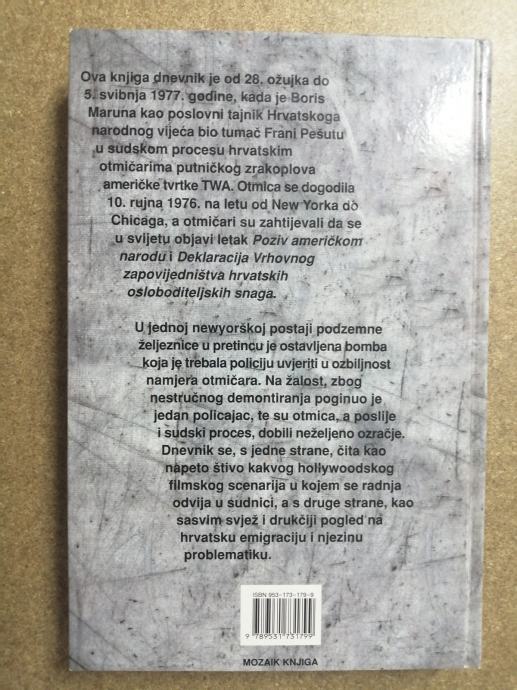 Ova knjiga dnevnik je od 28. ožujka do
5. svibnja 1977. godine, kada je Boris
Maruna kao poslovni tajnik Hrvatskoga
narodnog vijeća bio tumač Frani Pešutu
u sudskom procesu hrvatskim
otmičarima putničkog zrakoplova
američke tvrtke TWA. Otmica se dogodila
10. rujna 1976. na letu od New Yorka do
Chicaga, a otmičari su zahtijevali da se
u svijetu objavi letak Poziv američkom
narodu i Deklaracija Vrhovnog
zapovijedništva hrvatskih
osloboditeljskih snaga.
U jednoj newyorškoj postaji podzemne
željeznice u pretincu je ostavljena bomba
koja je trebala policiju uvjeriti u ozbiljnost
namjera otmičara. Na žalost, zbog
nestručnog demontiranja poginuo je
jedan policajac, te su otmica, a poslije
i sudski proces, dobili neželjeno ozračje.
Dnevnik se, s jedne strane, čita kao
napeto štivo kakvog hollywoodskog
filmskog scenarija u kojem se radnja
odvija u sudnici, a s druge strane, kao
sasvim svjež i drukčiji pogled na
hrvatsku emigraciju i njezinu
problematiku.
ISBN 953-173-179-9
9 789531 731799
MOZAIK KNJIGA